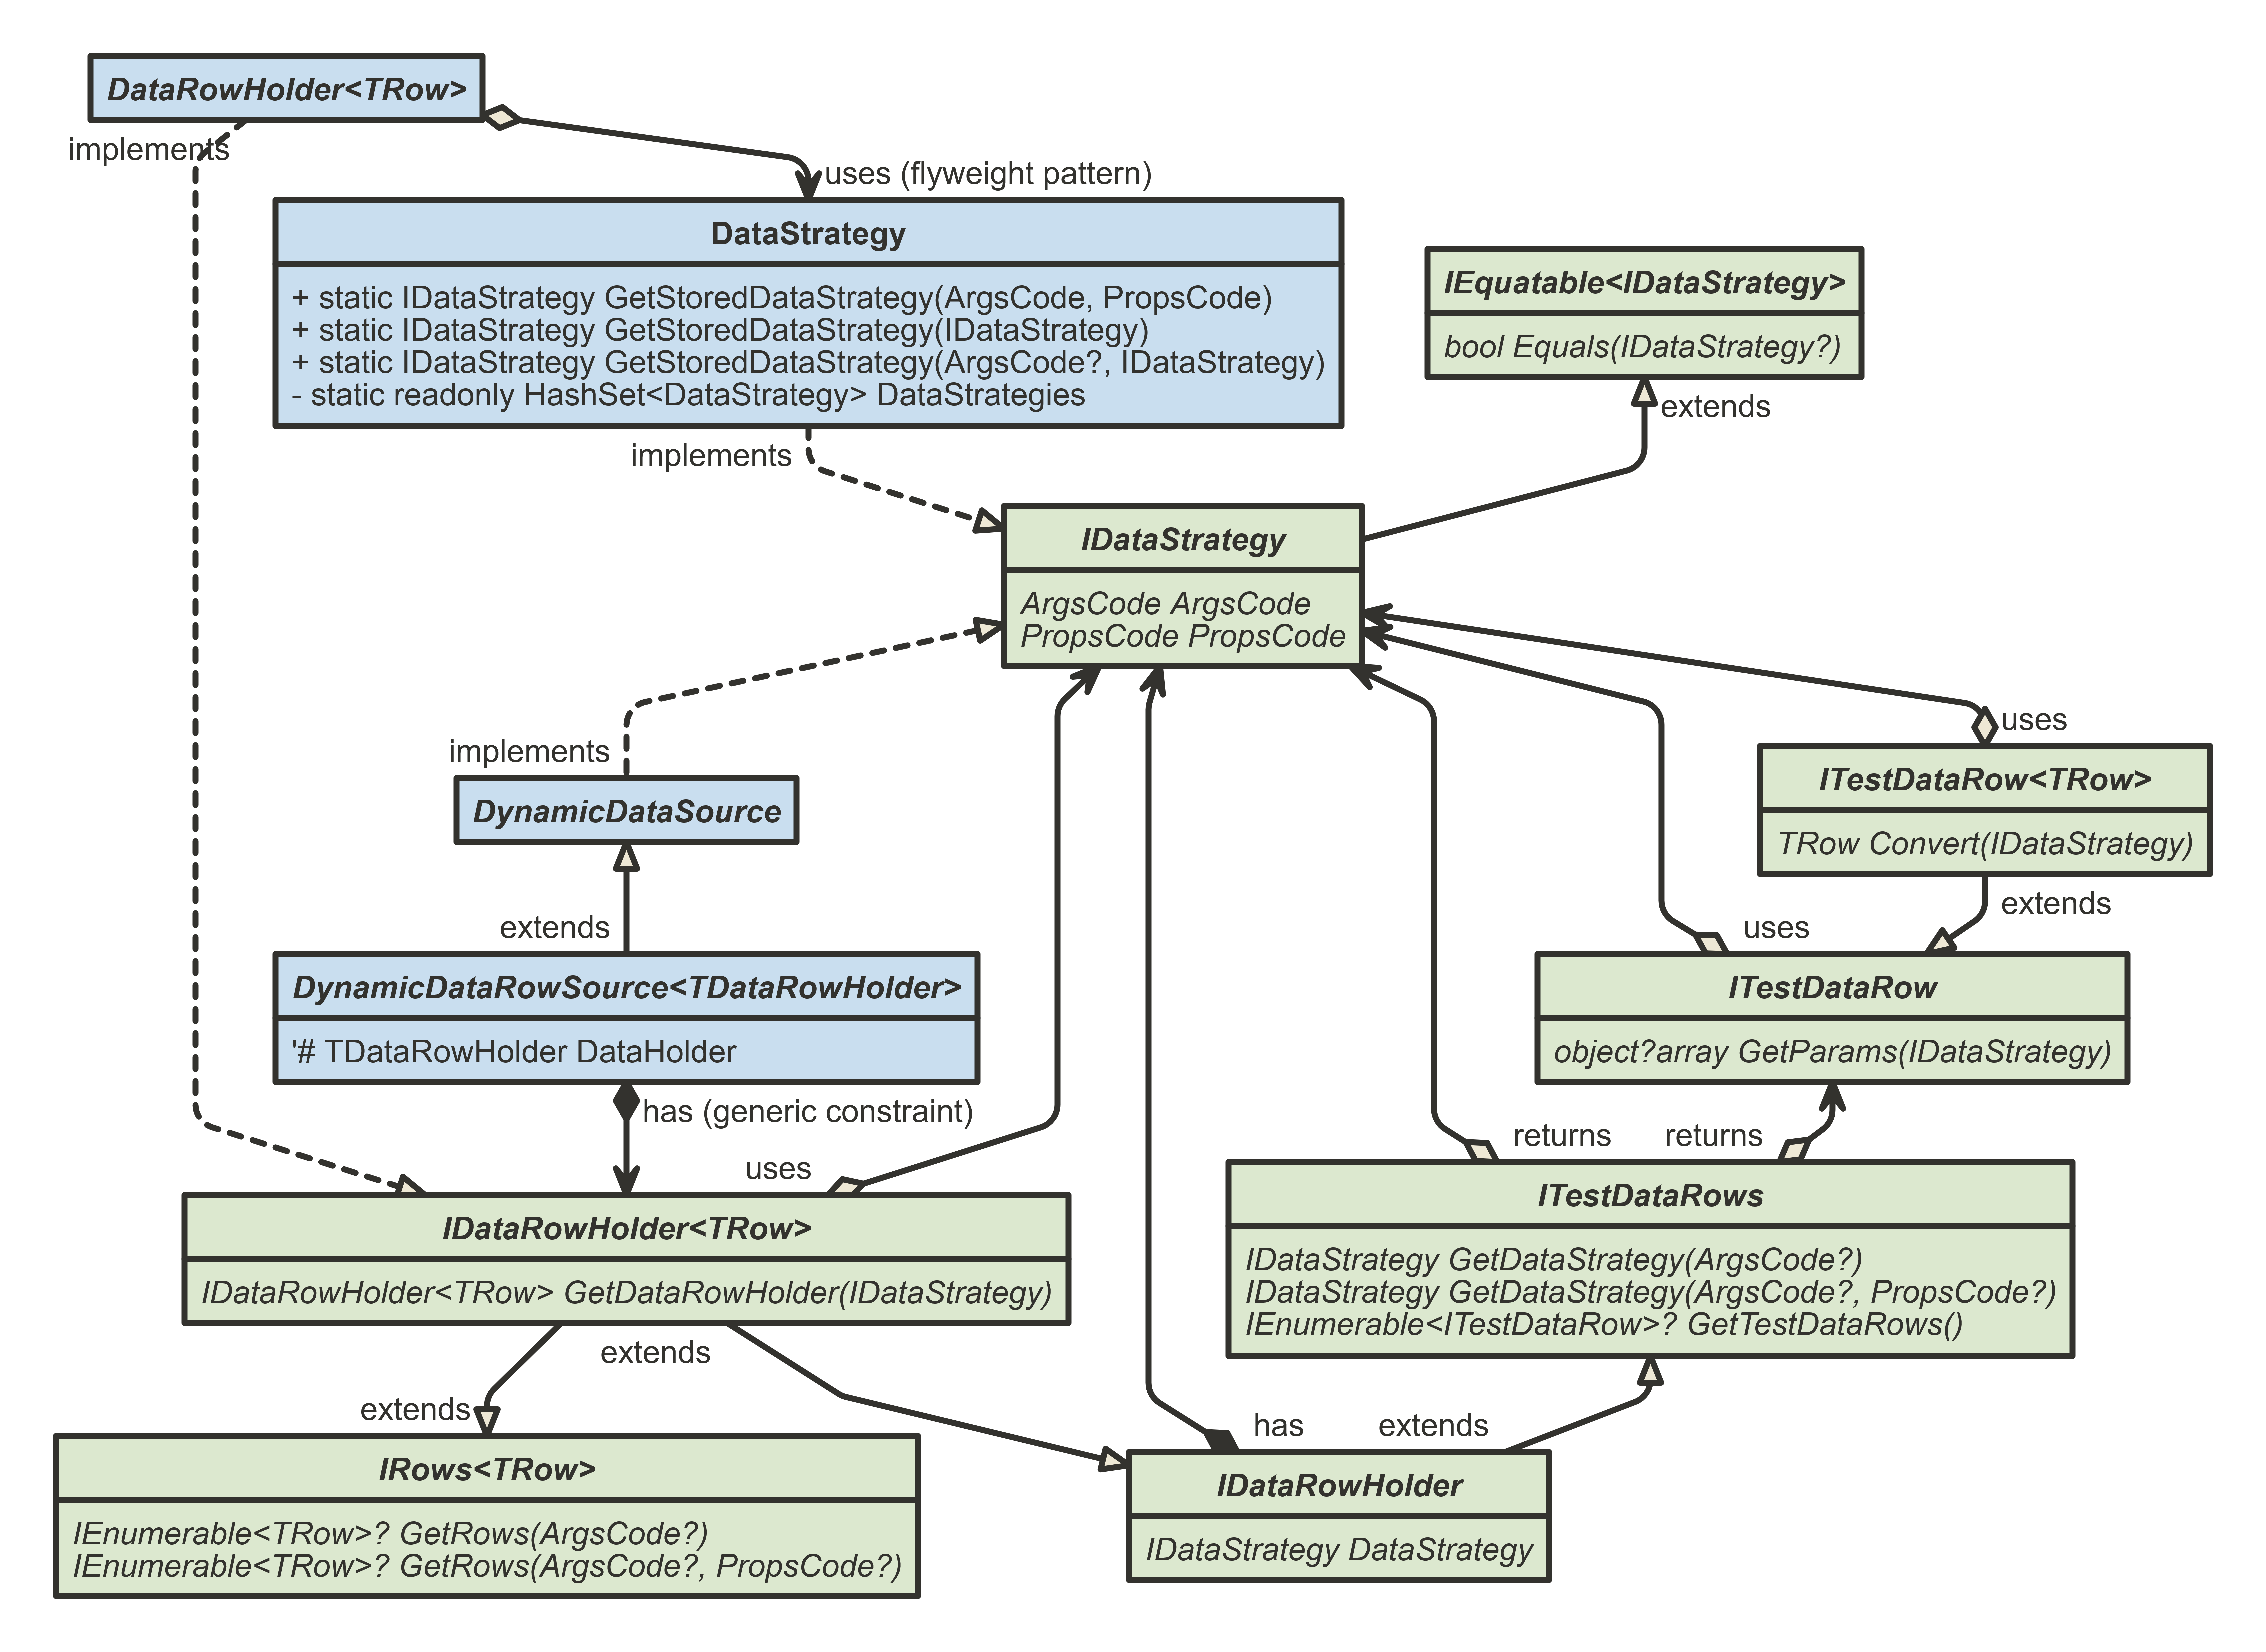 DataRowHolder<TRow>
implements
uses (flyweight pattern)
DataStrategy
+ static IDataStrategy GetStoredDataStrategy(ArgsCode, PropsCode)
+ static IDataStrategy GetStoredDataStrategy(IDataStrategy)
+ static IDataStrategy GetStoredDataStrategy(ArgsCode?, IDataStrategy)
- static readonly HashSet<DataStrategy> DataStrategies
IEquatable<IDataStrategy>
bool Equals(IDataStrategy?)
extends
implements
IDataStrategy
ArgsCode ArgsCode
PropsCode PropsCode
uses
implements
ITestDataRow<TRow>
TRow Convert(IDataStrategy)
DynamicDataSource
extends
extends
uses
DynamicDataRowSource<TDataRowHolder>
'# TDataRowHolder DataHolder
ITestDataRow
object?array GetParams(IDataStrategy)
has (generic constraint)
returns
returns
uses
IDataRowHolder<TRow>
IDataRowHolder<TRow> GetDataRowHolder(IDataStrategy)
ITestDataRows
IDataStrategy GetDataStrategy(ArgsCode?)
IDataStrategy GetDataStrategy(ArgsCode?, PropsCode?)
IEnumerable<ITestDataRow>? GetTestDataRows()
extends
extends
has
extends
IRows<TRow>
IEnumerable<TRow>? GetRows(ArgsCode?)
IEnumerable<TRow>? GetRows(ArgsCode?, PropsCode?)
IDataRowHolder
IDataStrategy DataStrategy